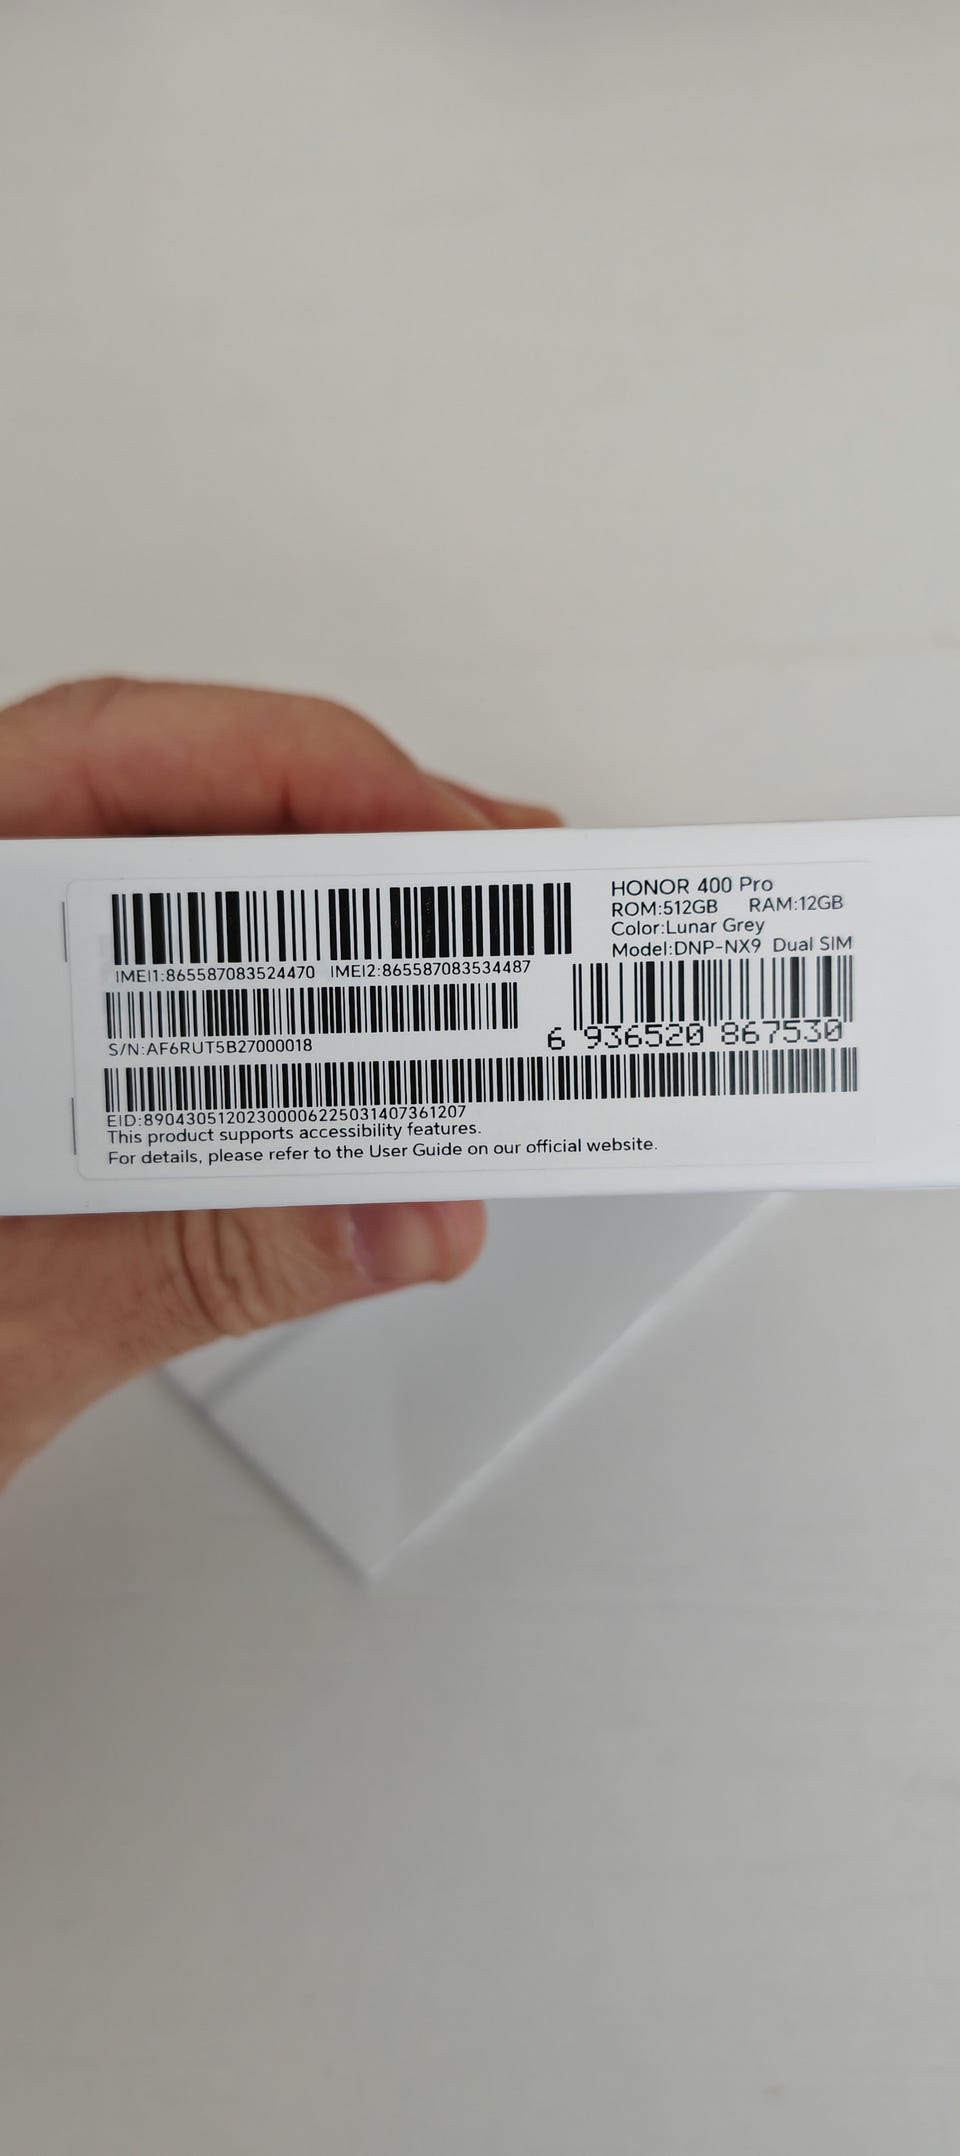 HONOR 400 Pro
ROM:512GB RAM:12GB
Color:Lunar Grey
Model:DNP-NX9 Dual SIM
IMEI1:865587083524470 IMEI2:865587083534487
6 936520 867530
S/N:AF6RUT5B27000018
EID:89043051202300006225031407361207
This product supports accessibility features.
For details, please refer to the User Guide on our official website.